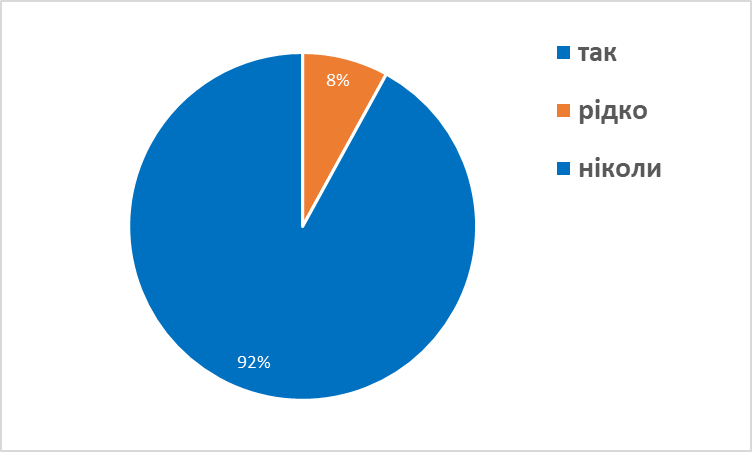 так
8%
рідко
ніколи
92%